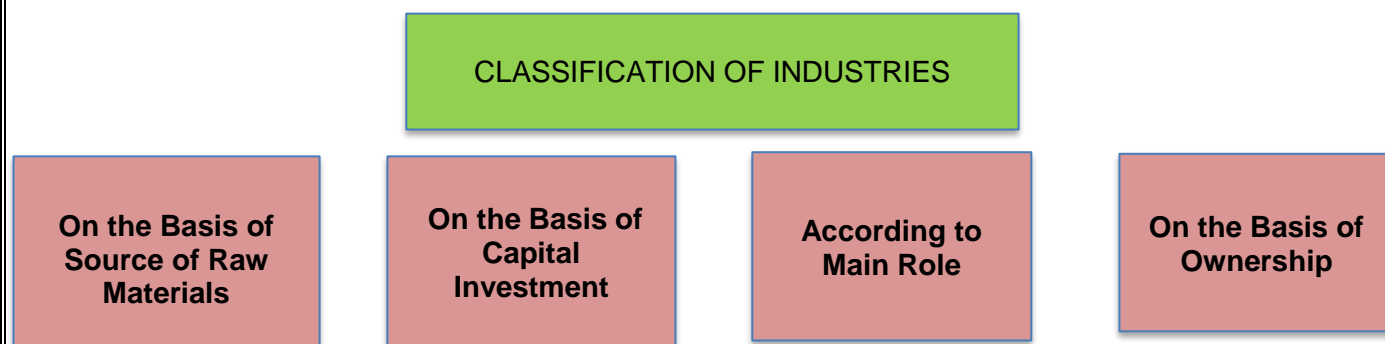 CLASSIFICATION OF INDUSTRIES
On the Basis of
Source of Raw
Materials
On the Basis of
Capital
Investment
According to
Main Role
On the Basis of
Ownership